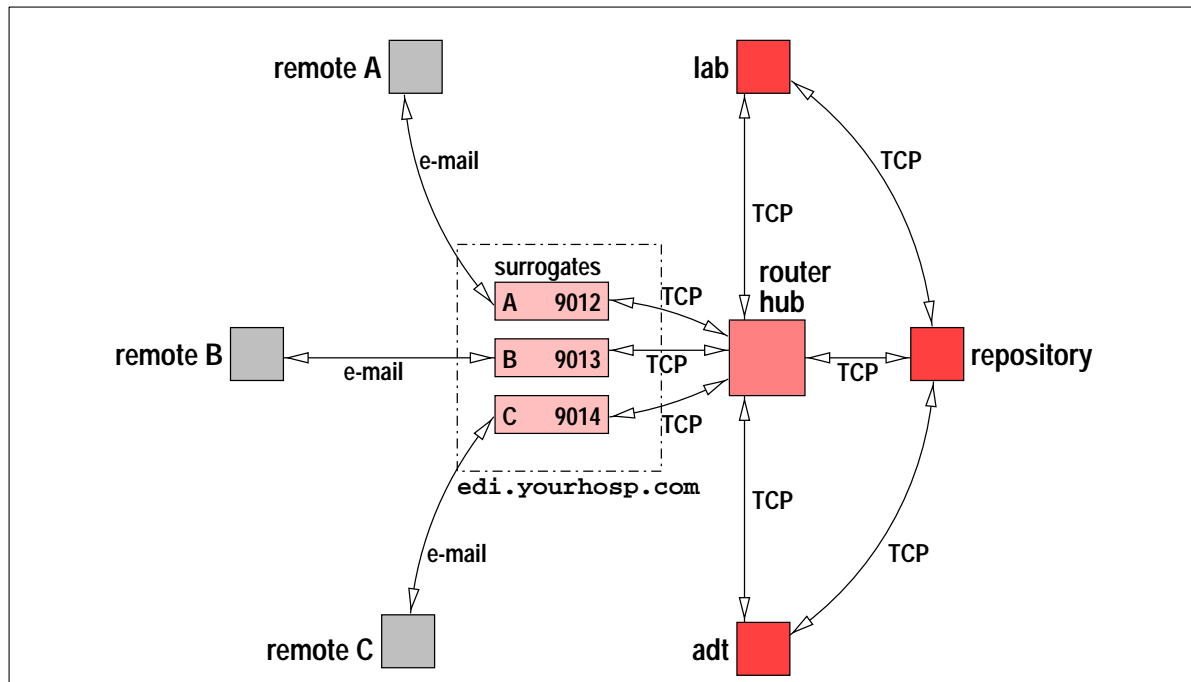 remote A
lab
e-mail
TCP
TCP
surrogates
router
hub
A 9012
TCP
remote B
e-mail
B 9013
TCP
TCP
repository
C 9014
TCP
edi.yourhosp.com
TCP
e-mail
TCP
remote C
adt